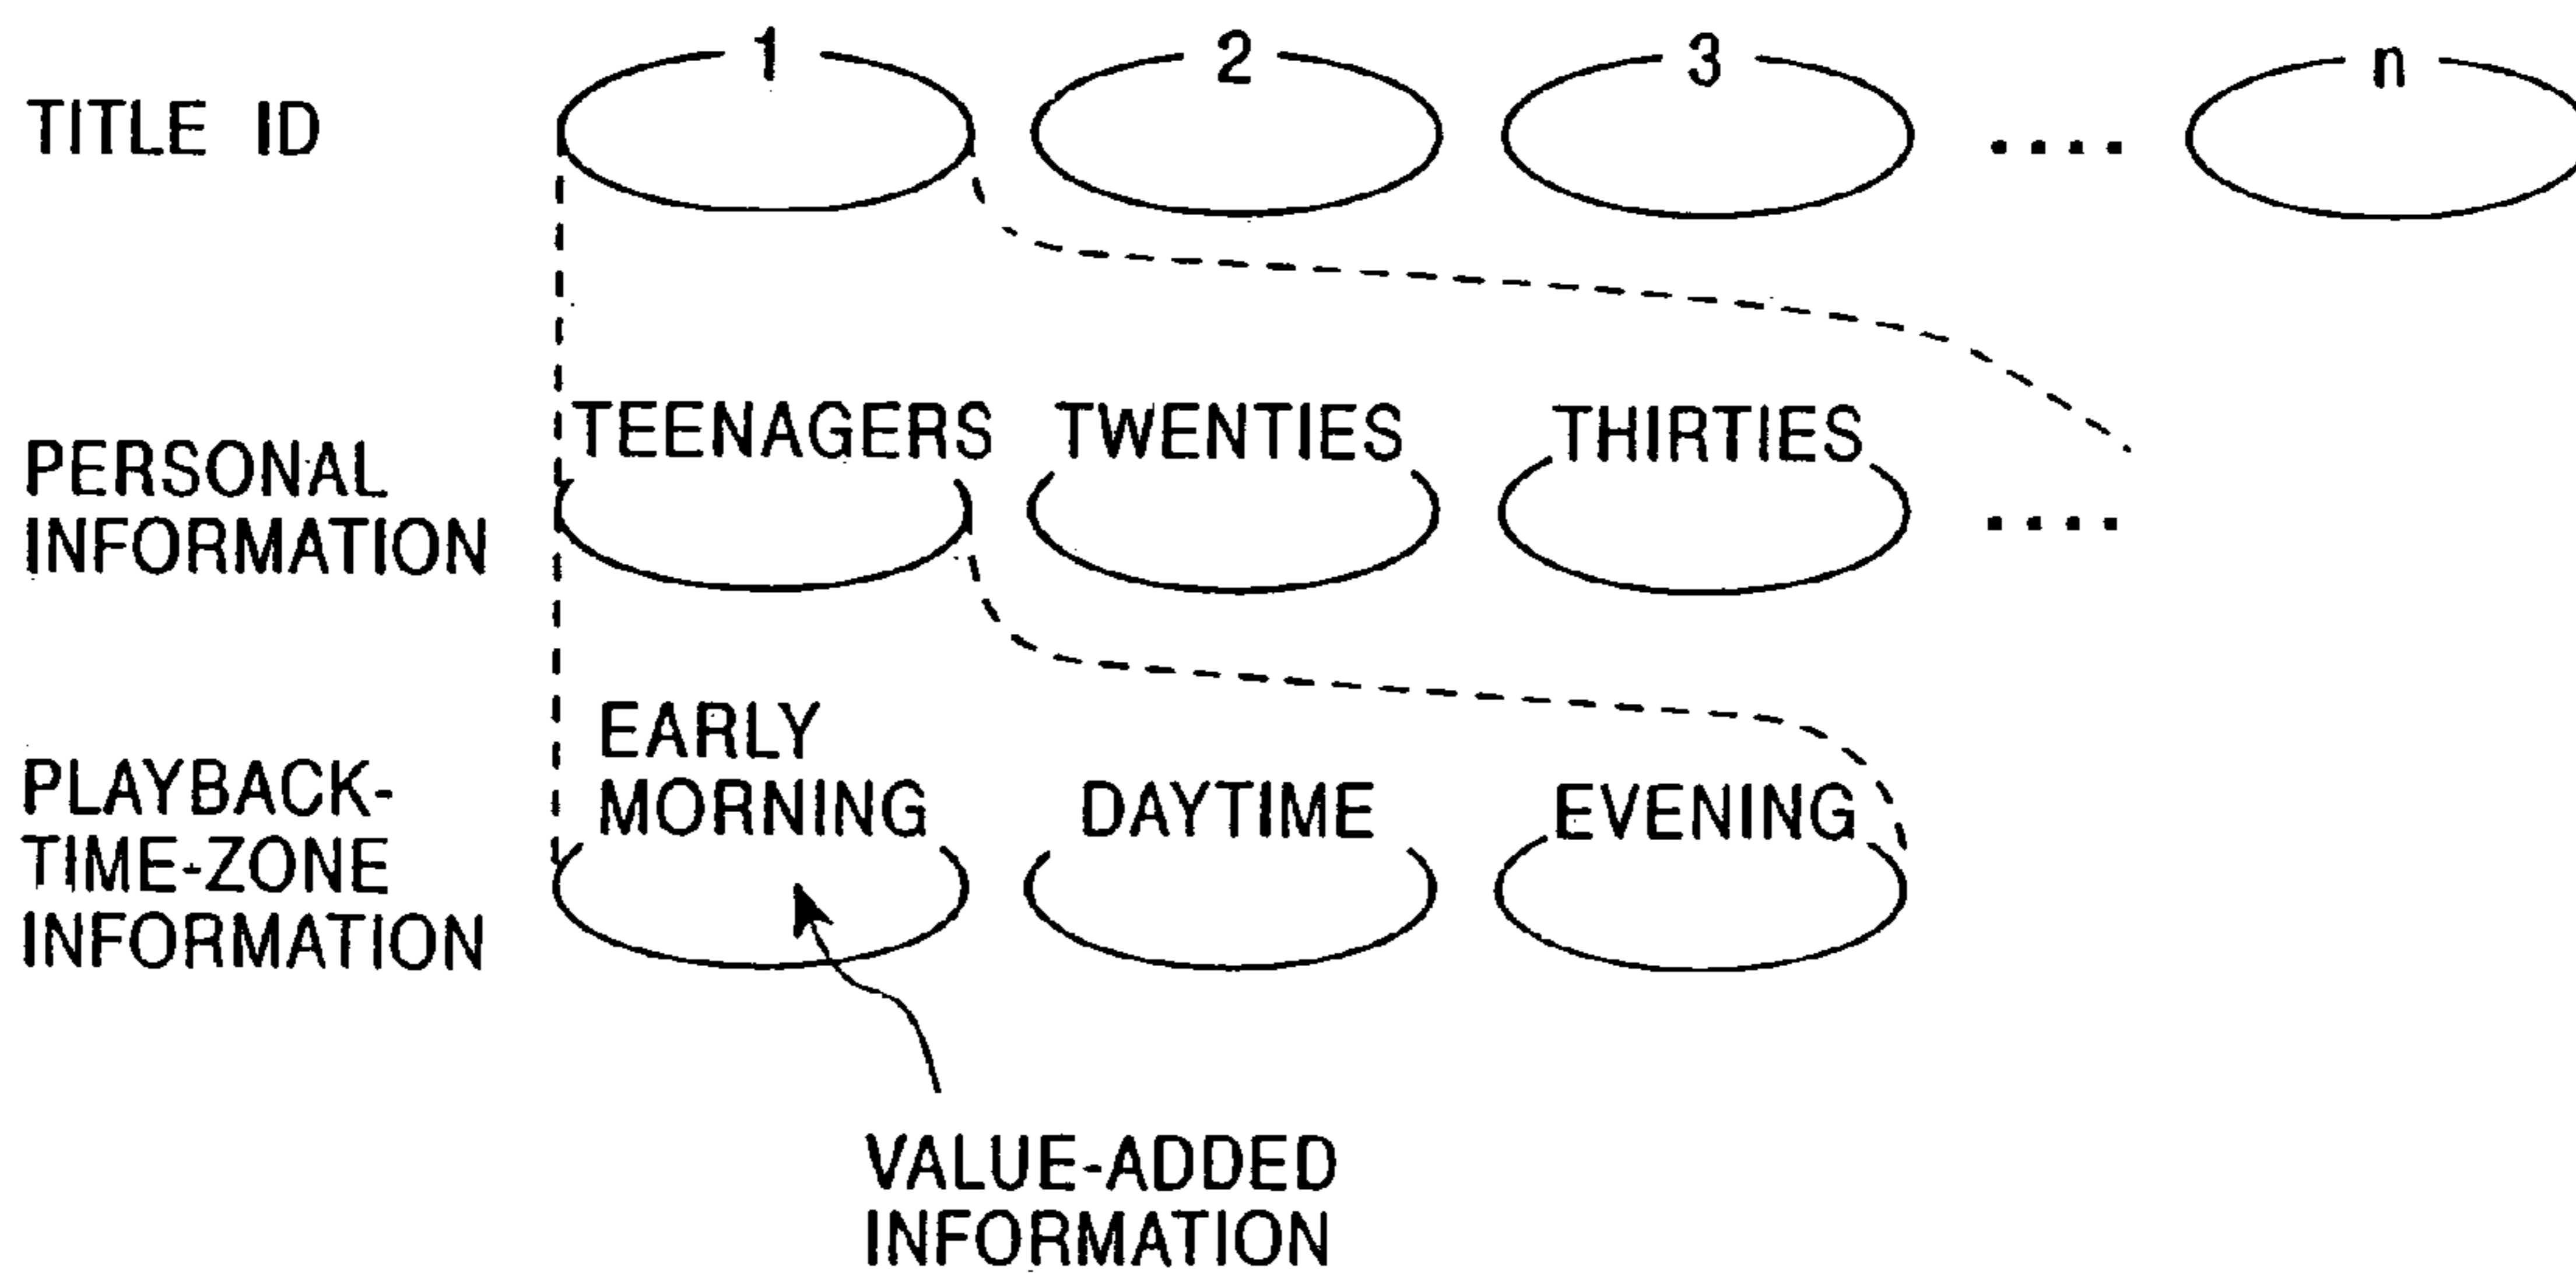 1 2 3 n
TITLE ID
....
TEENAGERS TWENTIES THIRTIES
PERSONAL
INFORMATION
....
EARLY
MORNING DAYTIME EVENING
PLAYBACK-
TIME-ZONE
INFORMATION
VALUE-ADDED
INFORMATION